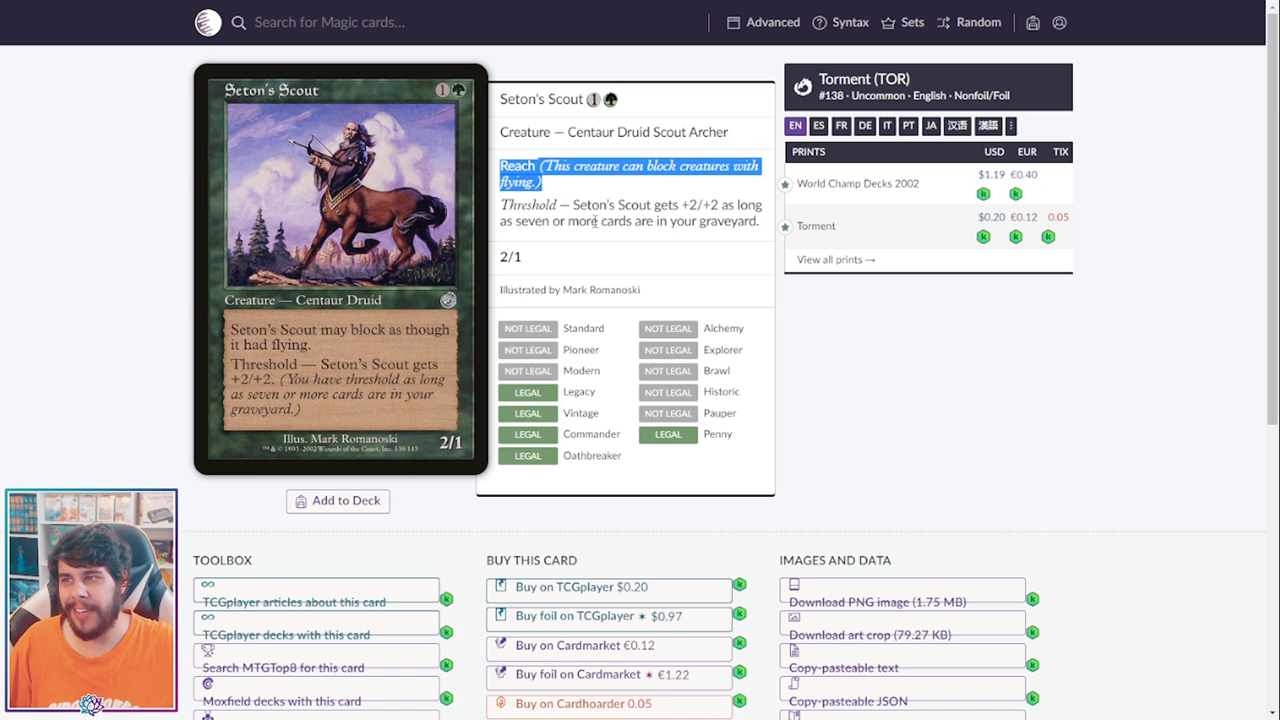 Search for Magic cards...
Advanced
Syntax
Sets
Random
Seton's Scout 1
Creature — Centaur Druid
Seton's Scout may block as though
it had flying.
Threshold — Seton's Scout gets
+2/+2. (You have threshold as long
as seven or more cards are in your
graveyard.)
Illus. Mark Romanoski
™ & © 1993-2002 Wizards of the Coast, Inc. 138/143
2/1
Add to Deck
Seton's Scout 1
Creature — Centaur Druid Scout Archer
Reach (This creature can block creatures with
flying.)
Threshold — Seton's Scout gets +2/+2 as long
as seven or more cards are in your graveyard.
2/1
Illustrated by Mark Romanoski
NOT LEGAL Standard NOT LEGAL Alchemy
NOT LEGAL Pioneer NOT LEGAL Explorer
NOT LEGAL Modern NOT LEGAL Brawl
LEGAL Legacy NOT LEGAL Historic
LEGAL Vintage NOT LEGAL Pauper
LEGAL Commander LEGAL Penny
LEGAL Oathbreaker
Torment (TOR)
#138 · Uncommon · English · Nonfoil/Foil
EN ES FR DE IT PT JA 汉语 漢語
PRINTS USD EUR TIX
World Champ Decks 2002 $1.19 €0.40
Torment $0.20 €0.12 0.05
View all prints →
TOOLBOX
TCGplayer articles about this card
TCGplayer decks with this card
Search MTGTop8 for this card
Moxfield decks with this card
BUY THIS CARD
Buy on TCGplayer $0.20
Buy foil on TCGplayer ✶ $0.97
Buy on Cardmarket €0.12
Buy foil on Cardmarket ✶ €1.22
Buy on Cardhoarder 0.05
IMAGES AND DATA
Download PNG image (1.75 MB)
Download art crop (79.27 KB)
Copy-pasteable text
Copy-pasteable JSON